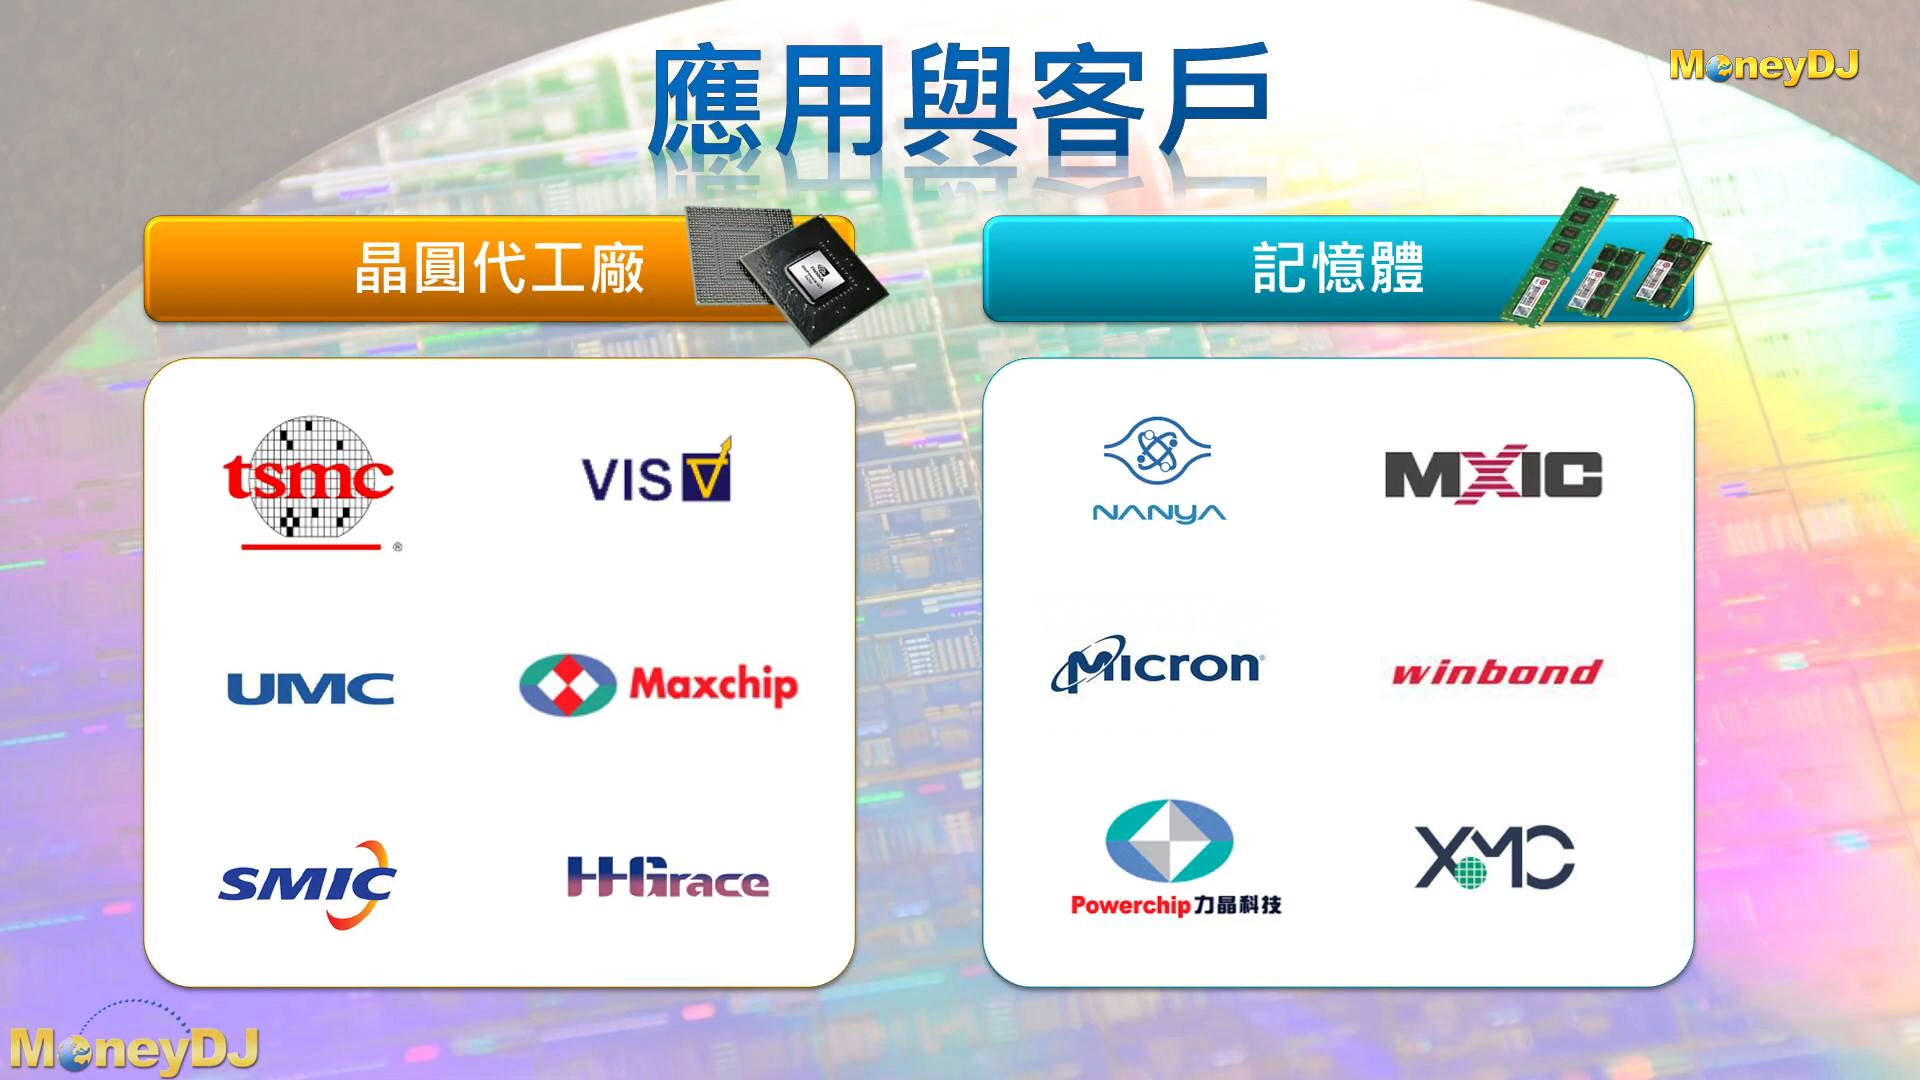 應用與客戶
MoneyDJ
晶圓代工廠
記憶體
tsmc ®
VIS
NANYA
MXIC
UMC
Maxchip
Micron®
winbond
SMIC
HHGrace
Powerchip力晶科技
XMC
MoneyDJ